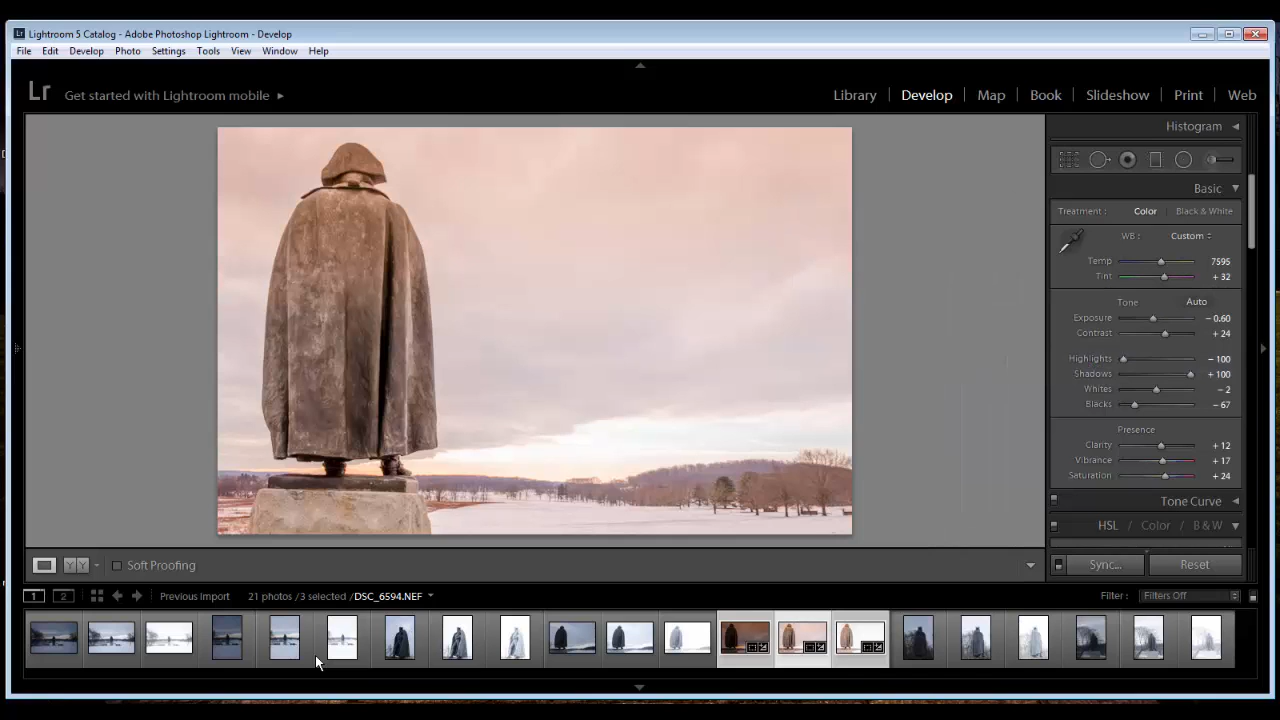 Lr Lightroom 5 Catalog - Adobe Photoshop Lightroom - Develop
File Edit Develop Photo Settings Tools View Window Help
Lr Get started with Lightroom mobile Library Develop Map Book Slideshow Print Web
Histogram
Basic
Treatment : Color Black & White
WB : Custom
Temp 7595
Tint + 32
Tone Auto
Exposure – 0.60
Contrast + 24
Highlights – 100
Shadows + 100
Whites – 2
Blacks – 67
Presence
Clarity + 12
Vibrance + 17
Saturation + 24
Tone Curve
HSL / Color / B & W
YY Soft Proofing Sync... Reset
1 2 Previous Import 21 photos /3 selected /DSC_6594.NEF Filter : Filters Off